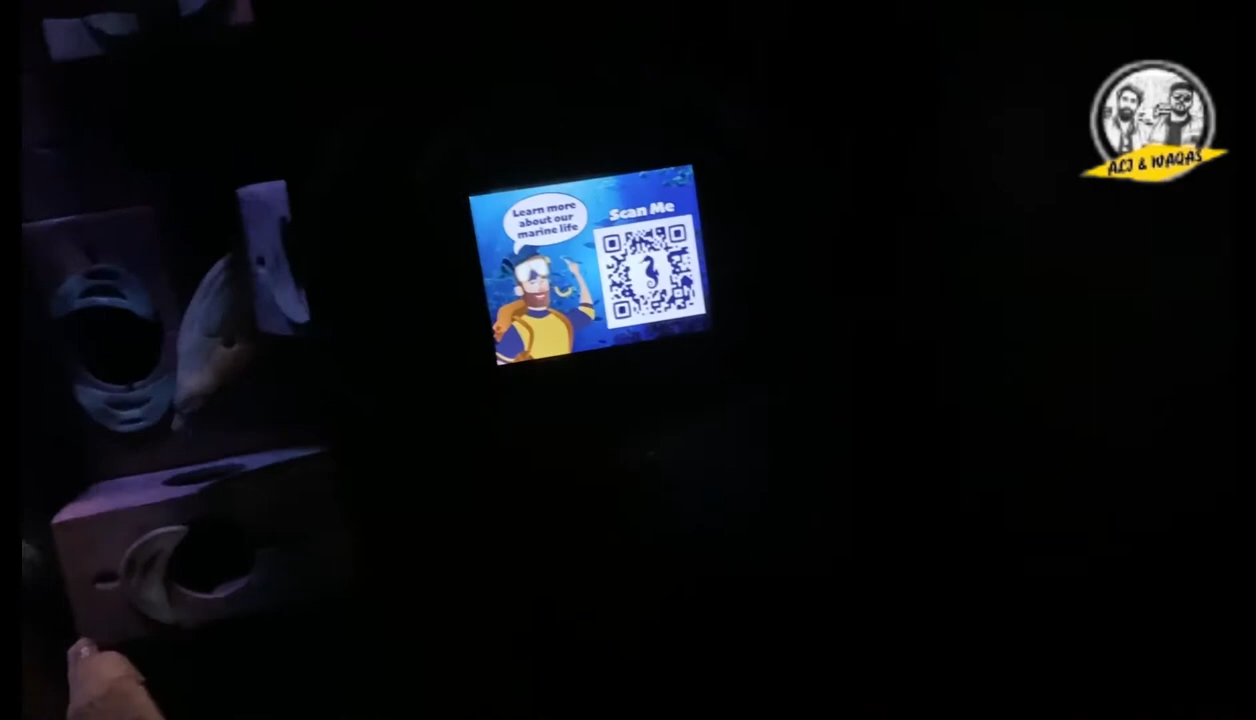 Learn more
about our
marine life
Scan Me
ALI & WAQAS